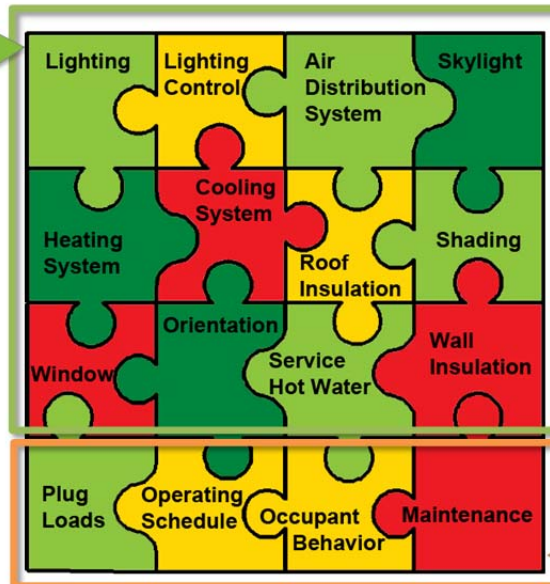 Lighting
Lighting
Control
Air
Distribution
System
Skylight
Heating
System
Cooling
System
Roof
Insulation
Shading
Window
Orientation
Service
Hot Water
Wall
Insulation
Plug
Loads
Operating
Schedule
Occupant
Behavior
Maintenance